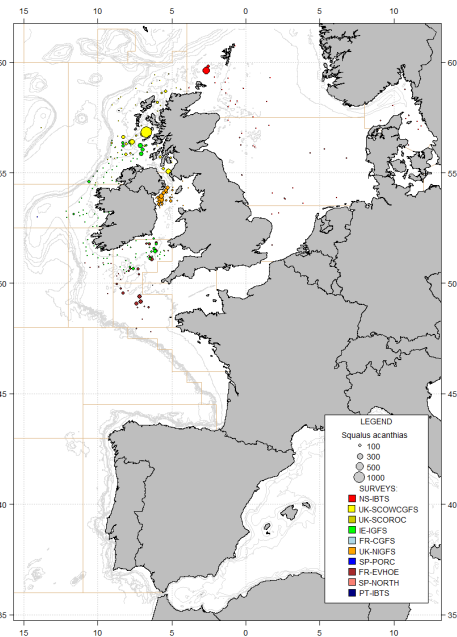 15 10 5 0 5 10
60
60
55
55
50
50
45
45
40
40
35
35
LEGEND
Squalus acanthias
100
300
500
1000
SURVEYS:
NS-IBTS
UK-SCOWCGFS
UK-SCOROC
IE-IGFS
FR-CGFS
UK-NIGFS
SP-PORC
FR-EVHOE
SP-NORTH
PT-IBTS
15 10 5 0 5 10